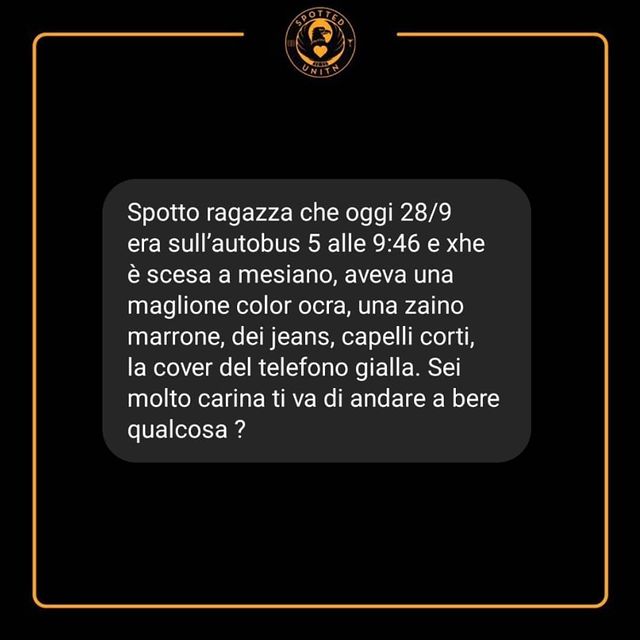 SPOTTED
UNITN
Spotto ragazza che oggi 28/9
era sull’autobus 5 alle 9:46 e xhe
è scesa a mesiano, aveva una
maglione color ocra, una zaino
marrone, dei jeans, capelli corti,
la cover del telefono gialla. Sei
molto carina ti va di andare a bere
qualcosa ?